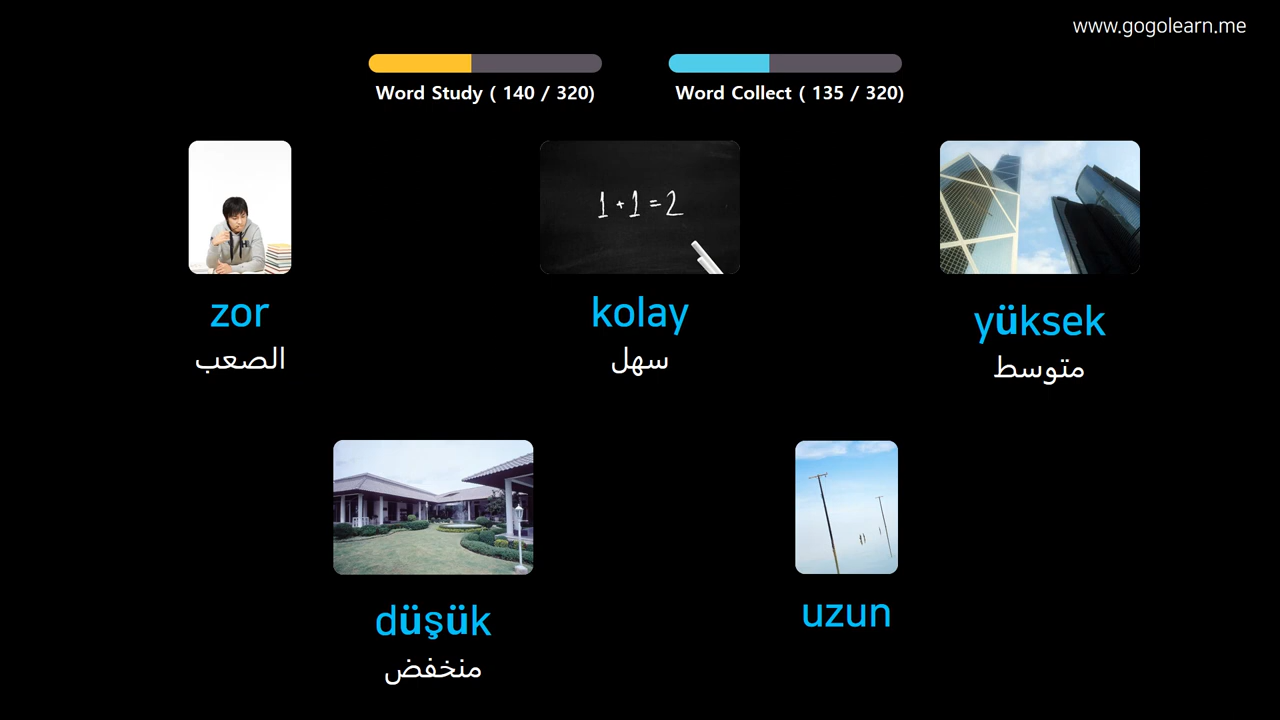 www.gogolearn.me
Word Study ( 140 / 320)
Word Collect ( 135 / 320)
1+1=2
zor
الصعب
kolay
سهل
yüksek
متوسط
düşük
منخفض
uzun